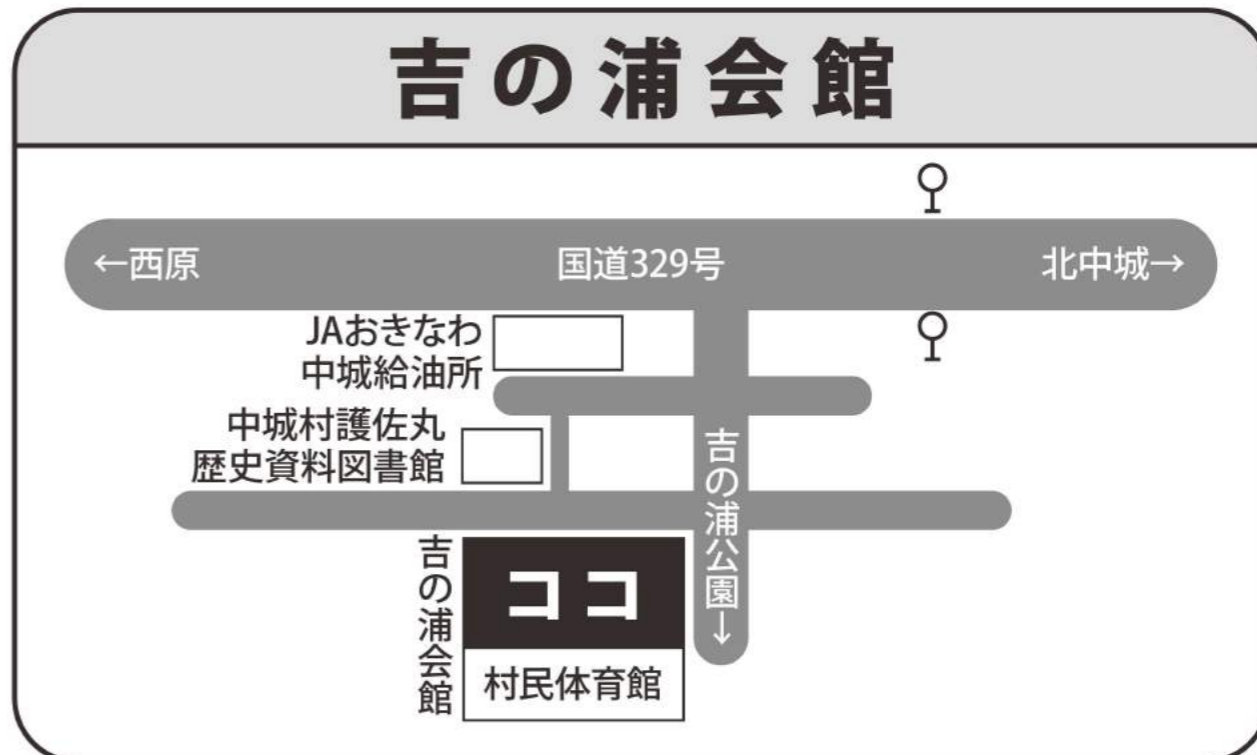 吉の浦会館
←西原
国道329号
北中城→
JAおきなわ
中城給油所
中城村護佐丸
歴史資料図書館
吉の浦公園→
吉の浦会館
ココ
村民体育館